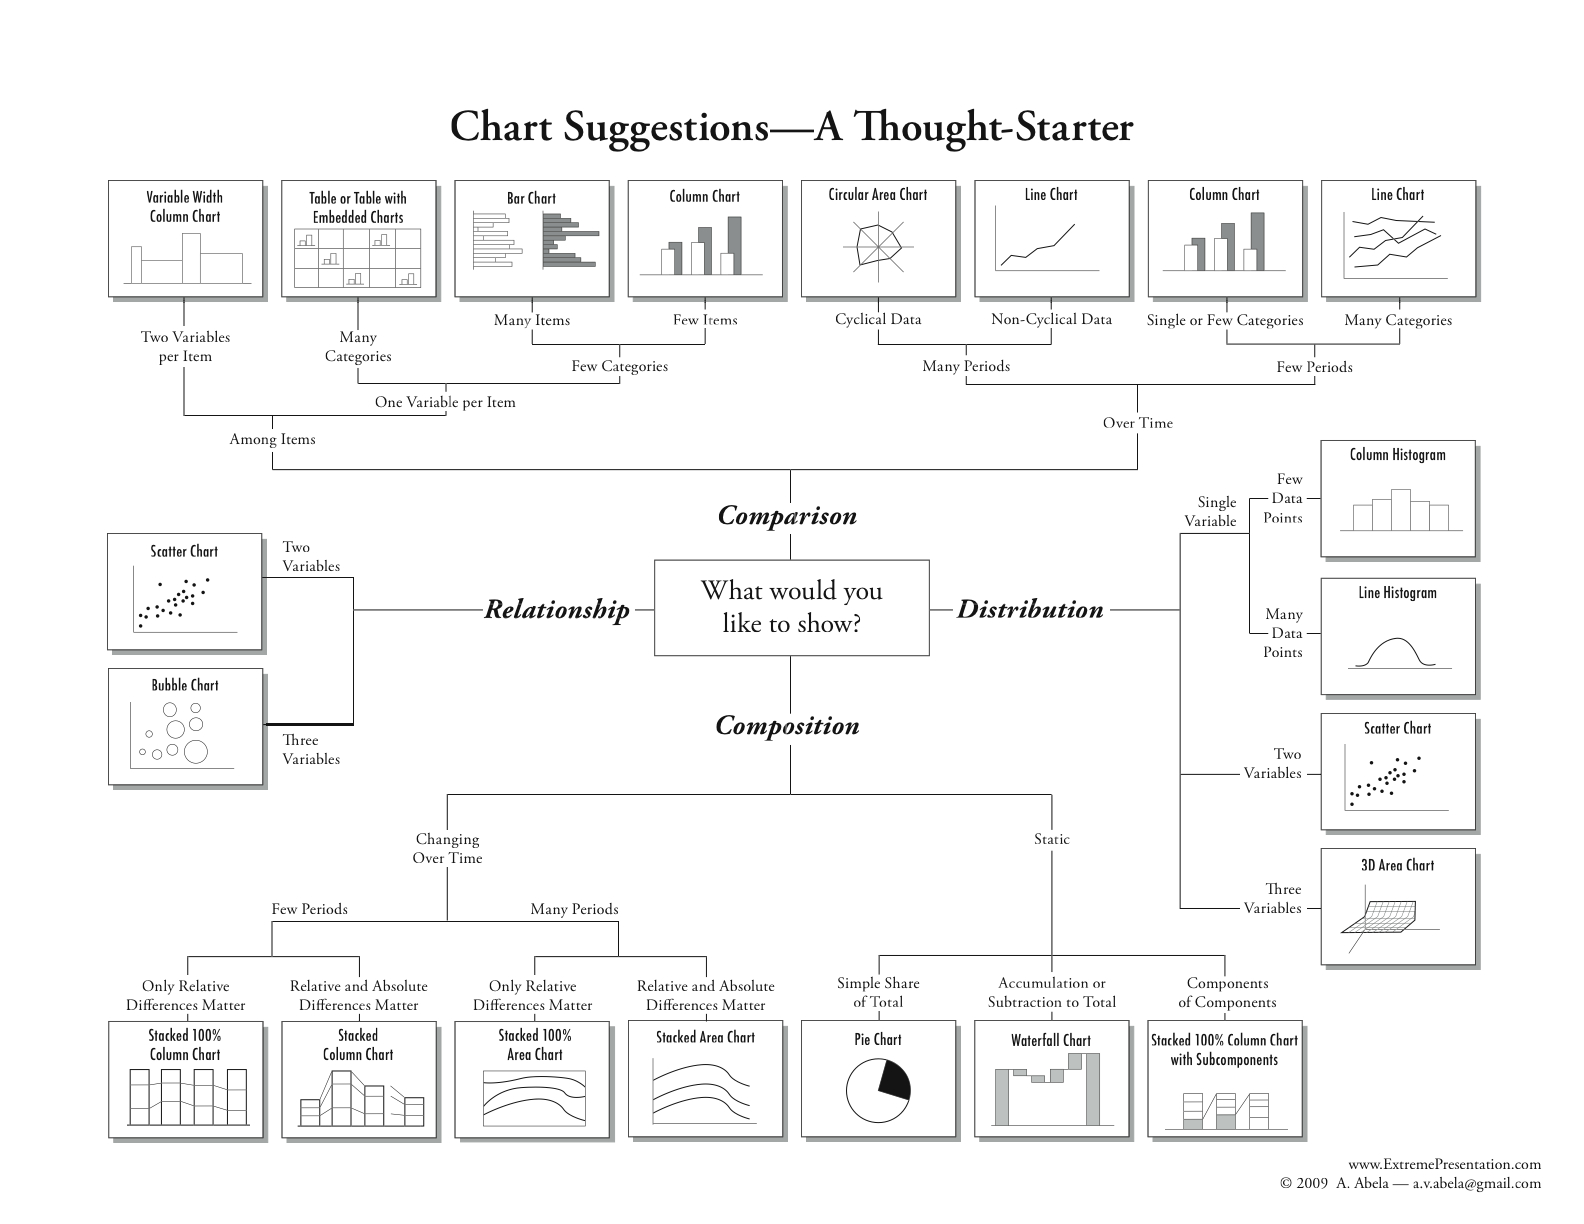 Chart Suggestions—A Thought-Starter
Variable Width
Column Chart
Table or Table with
Embedded Charts
Bar Chart
Column Chart
Circular Area Chart
Line Chart
Column Chart
Line Chart
Two Variables
per Item
Many
Categories
Many Items
Few Items
Cyclical Data
Non-Cyclical Data
Single or Few Categories
Many Categories
Few Categories
Many Periods
Few Periods
One Variable per Item
Among Items
Over Time
Comparison
What would you
like to show?
Relationship
Two
Variables
Scatter Chart
Three
Variables
Bubble Chart
Distribution
Single
Variable
Few
Data
Points
Column Histogram
Many
Data
Points
Line Histogram
Two
Variables
Scatter Chart
Three
Variables
3D Area Chart
Composition
Changing
Over Time
Static
Few Periods
Many Periods
Only Relative
Differences Matter
Relative and Absolute
Differences Matter
Only Relative
Differences Matter
Relative and Absolute
Differences Matter
Simple Share
of Total
Accumulation or
Subtraction to Total
Components
of Components
Stacked 100%
Column Chart
Stacked
Column Chart
Stacked 100%
Area Chart
Stacked Area Chart
Pie Chart
Waterfall Chart
Stacked 100% Column Chart
with Subcomponents
www.ExtremePresentation.com
© 2009 A. Abela — a.v.abela@gmail.com